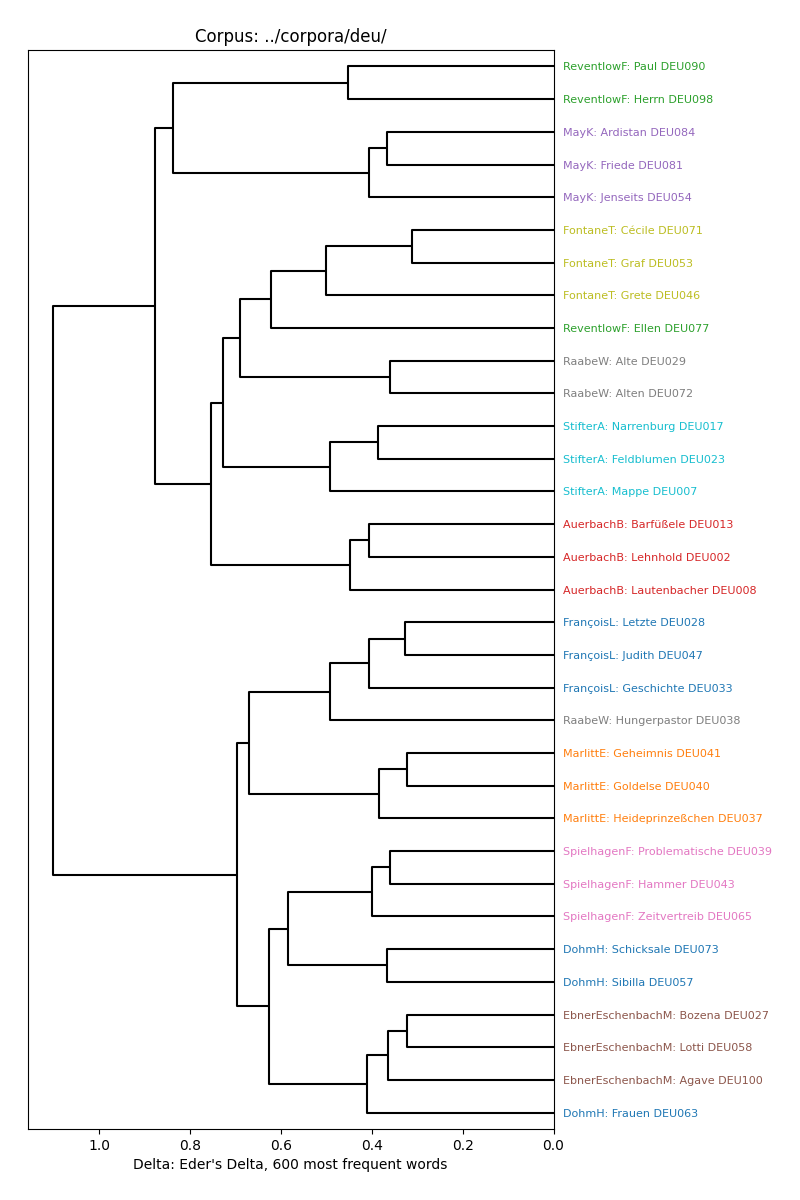 Corpus: ../corpora/deu/
ReventlowF: Paul DEU090
ReventlowF: Herrn DEU098
MayK: Ardistan DEU084
MayK: Friede DEU081
MayK: Jenseits DEU054
FontaneT: Cécile DEU071
FontaneT: Graf DEU053
FontaneT: Grete DEU046
ReventlowF: Ellen DEU077
RaabeW: Alte DEU029
RaabeW: Alten DEU072
StifterA: Narrenburg DEU017
StifterA: Feldblumen DEU023
StifterA: Mappe DEU007
AuerbachB: Barfüßele DEU013
AuerbachB: Lehnhold DEU002
AuerbachB: Lautenbacher DEU008
FrançoisL: Letzte DEU028
FrançoisL: Judith DEU047
FrançoisL: Geschichte DEU033
RaabeW: Hungerpastor DEU038
MarlittE: Geheimnis DEU041
MarlittE: Goldelse DEU040
MarlittE: Heideprinzeßchen DEU037
SpielhagenF: Problematische DEU039
SpielhagenF: Hammer DEU043
SpielhagenF: Zeitvertreib DEU065
DohmH: Schicksale DEU073
DohmH: Sibilla DEU057
EbnerEschenbachM: Bozena DEU027
EbnerEschenbachM: Lotti DEU058
EbnerEschenbachM: Agave DEU100
DohmH: Frauen DEU063
1.0 0.8 0.6 0.4 0.2 0.0
Delta: Eder's Delta, 600 most frequent words